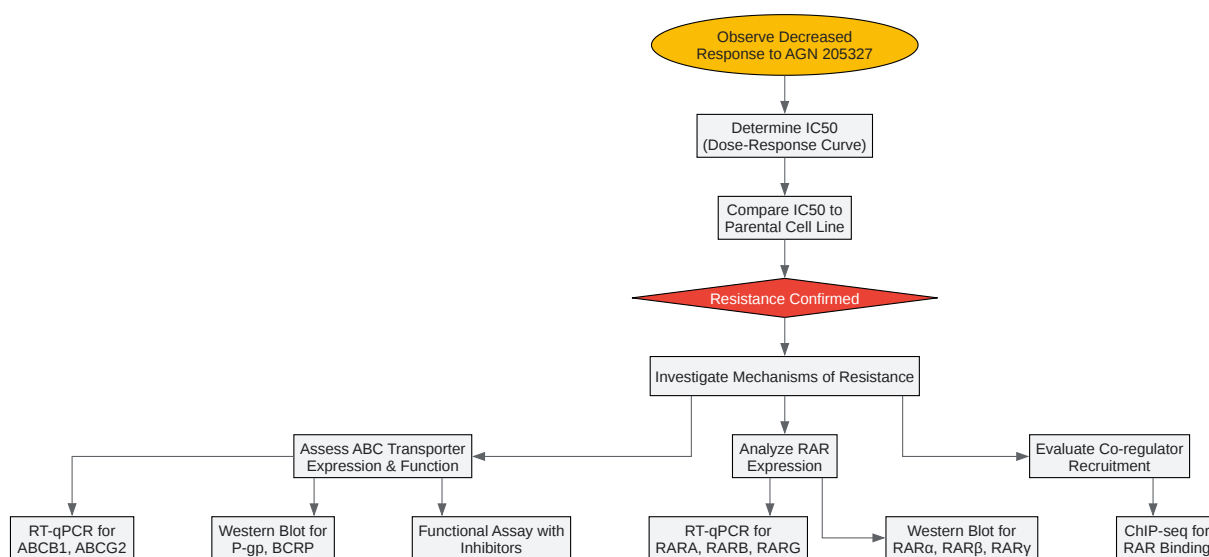 Observe Decreased
Response to AGN 205327
Determine IC50
(Dose-Response Curve)
Compare IC50 to
Parental Cell Line
Resistance Confirmed
Investigate Mechanisms of Resistance
Assess ABC Transporter
Expression & Function
Analyze RAR
Expression
Evaluate Co-regulator
Recruitment
RT-qPCR for
ABCB1, ABCG2
Western Blot for
P-gp, BCRP
Functional Assay with
Inhibitors
RT-qPCR for
RARA, RARB, RARG
Western Blot for
RARα, RARβ, RARγ
ChIP-seq for
RAR Binding